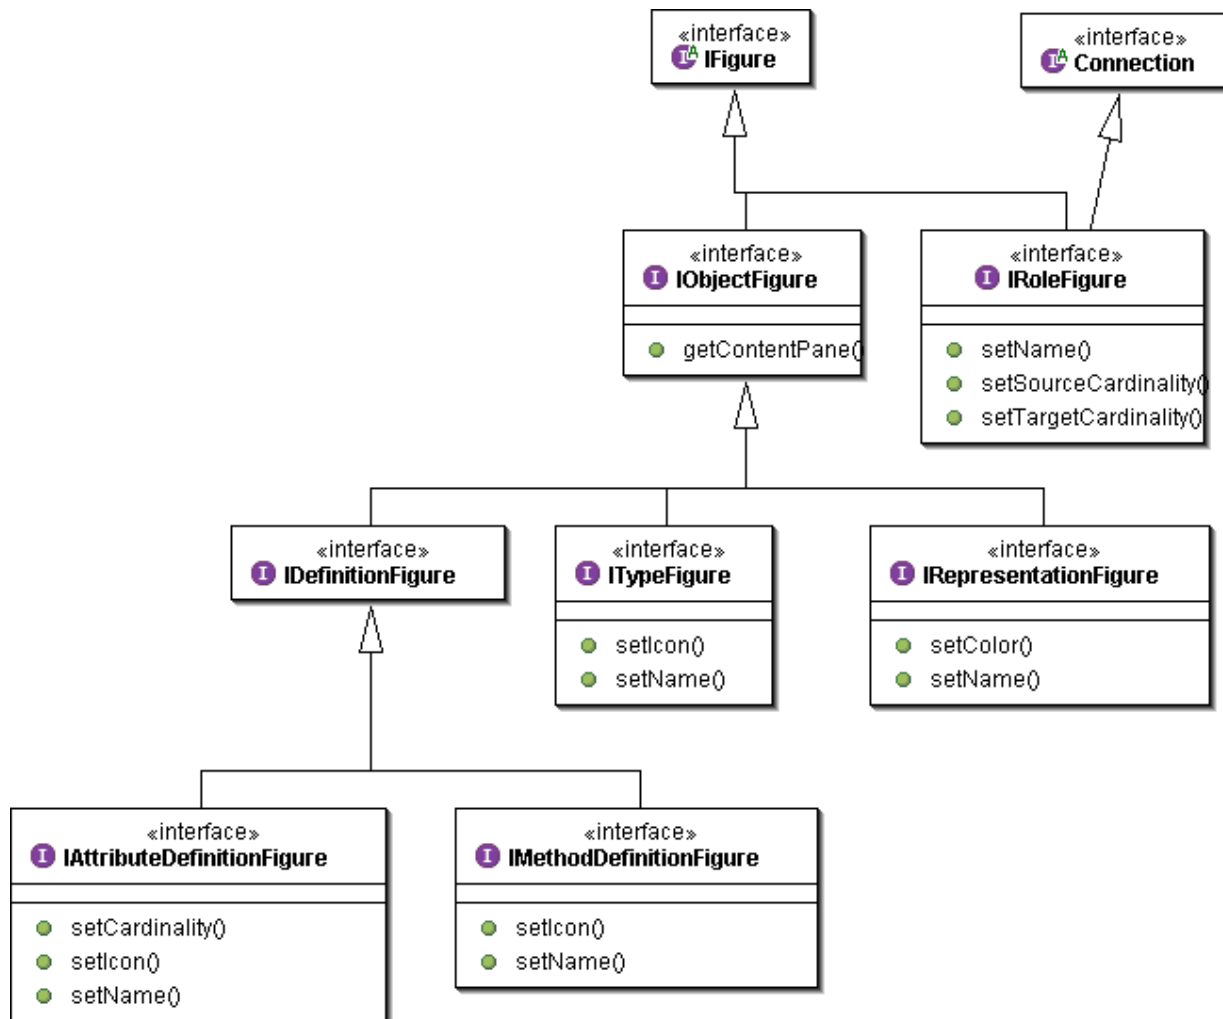 «interface»
IFigure
«interface»
Connection
«interface»
IObjectFigure
getContentPane()
«interface»
IRoleFigure
setName()
setSourceCardinality()
setTargetCardinality()
«interface»
IDefinitionFigure
«interface»
ITypeFigure
setIcon()
setName()
«interface»
IRepresentationFigure
setColor()
setName()
«interface»
IAttributeDefinitionFigure
setCardinality()
setIcon()
setName()
«interface»
IMethodDefinitionFigure
setIcon()
setName()